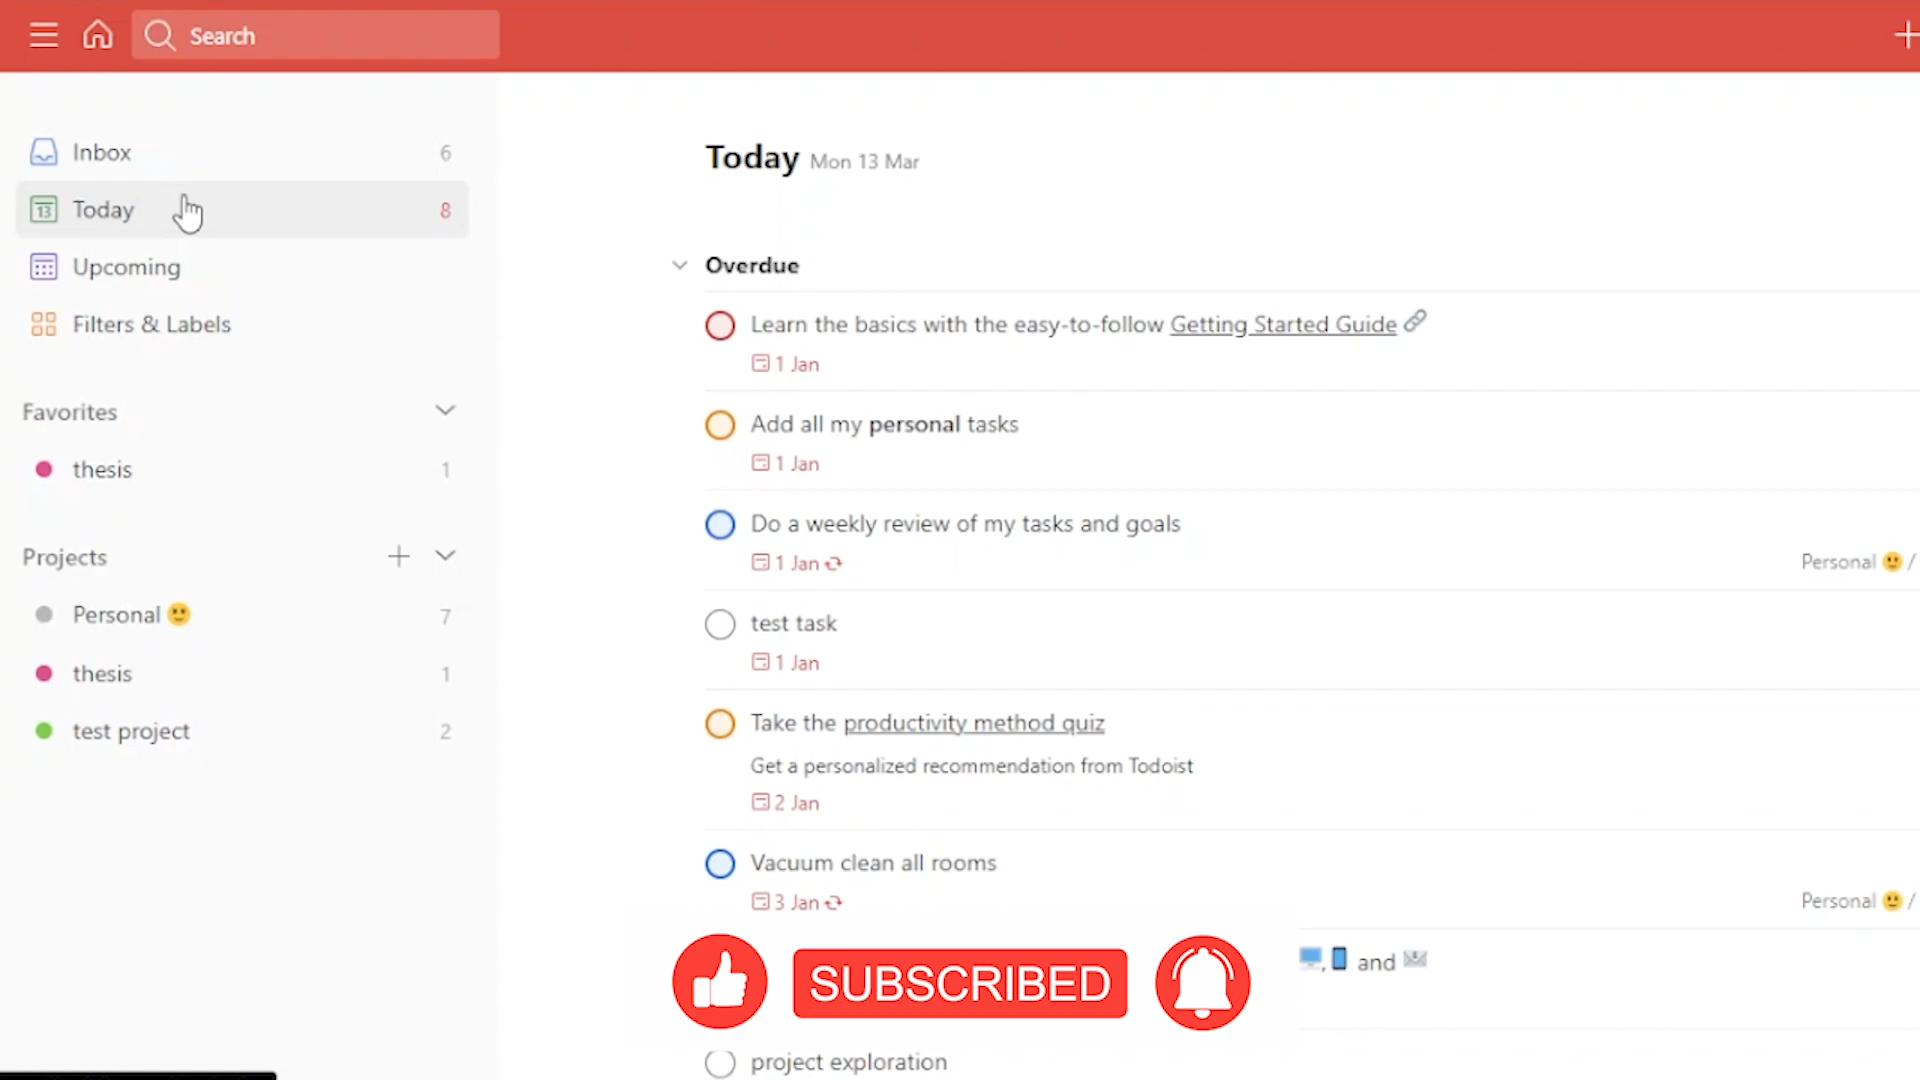 Search
Inbox 6
13 Today 8
Upcoming
Filters & Labels
Favorites
thesis 1
Projects
Personal 🙂 7
thesis 1
test project 2
Today Mon 13 Mar
Overdue
Learn the basics with the easy-to-follow Getting Started Guide 🔗
1 Jan
Add all my personal tasks
1 Jan
Do a weekly review of my tasks and goals
1 Jan
Personal 🙂 /
test task
1 Jan
Take the productivity method quiz
Get a personalized recommendation from Todoist
2 Jan
Vacuum clean all rooms
3 Jan
Personal 🙂 /
🖥️, 📱 and 📨
SUBSCRIBED
project exploration